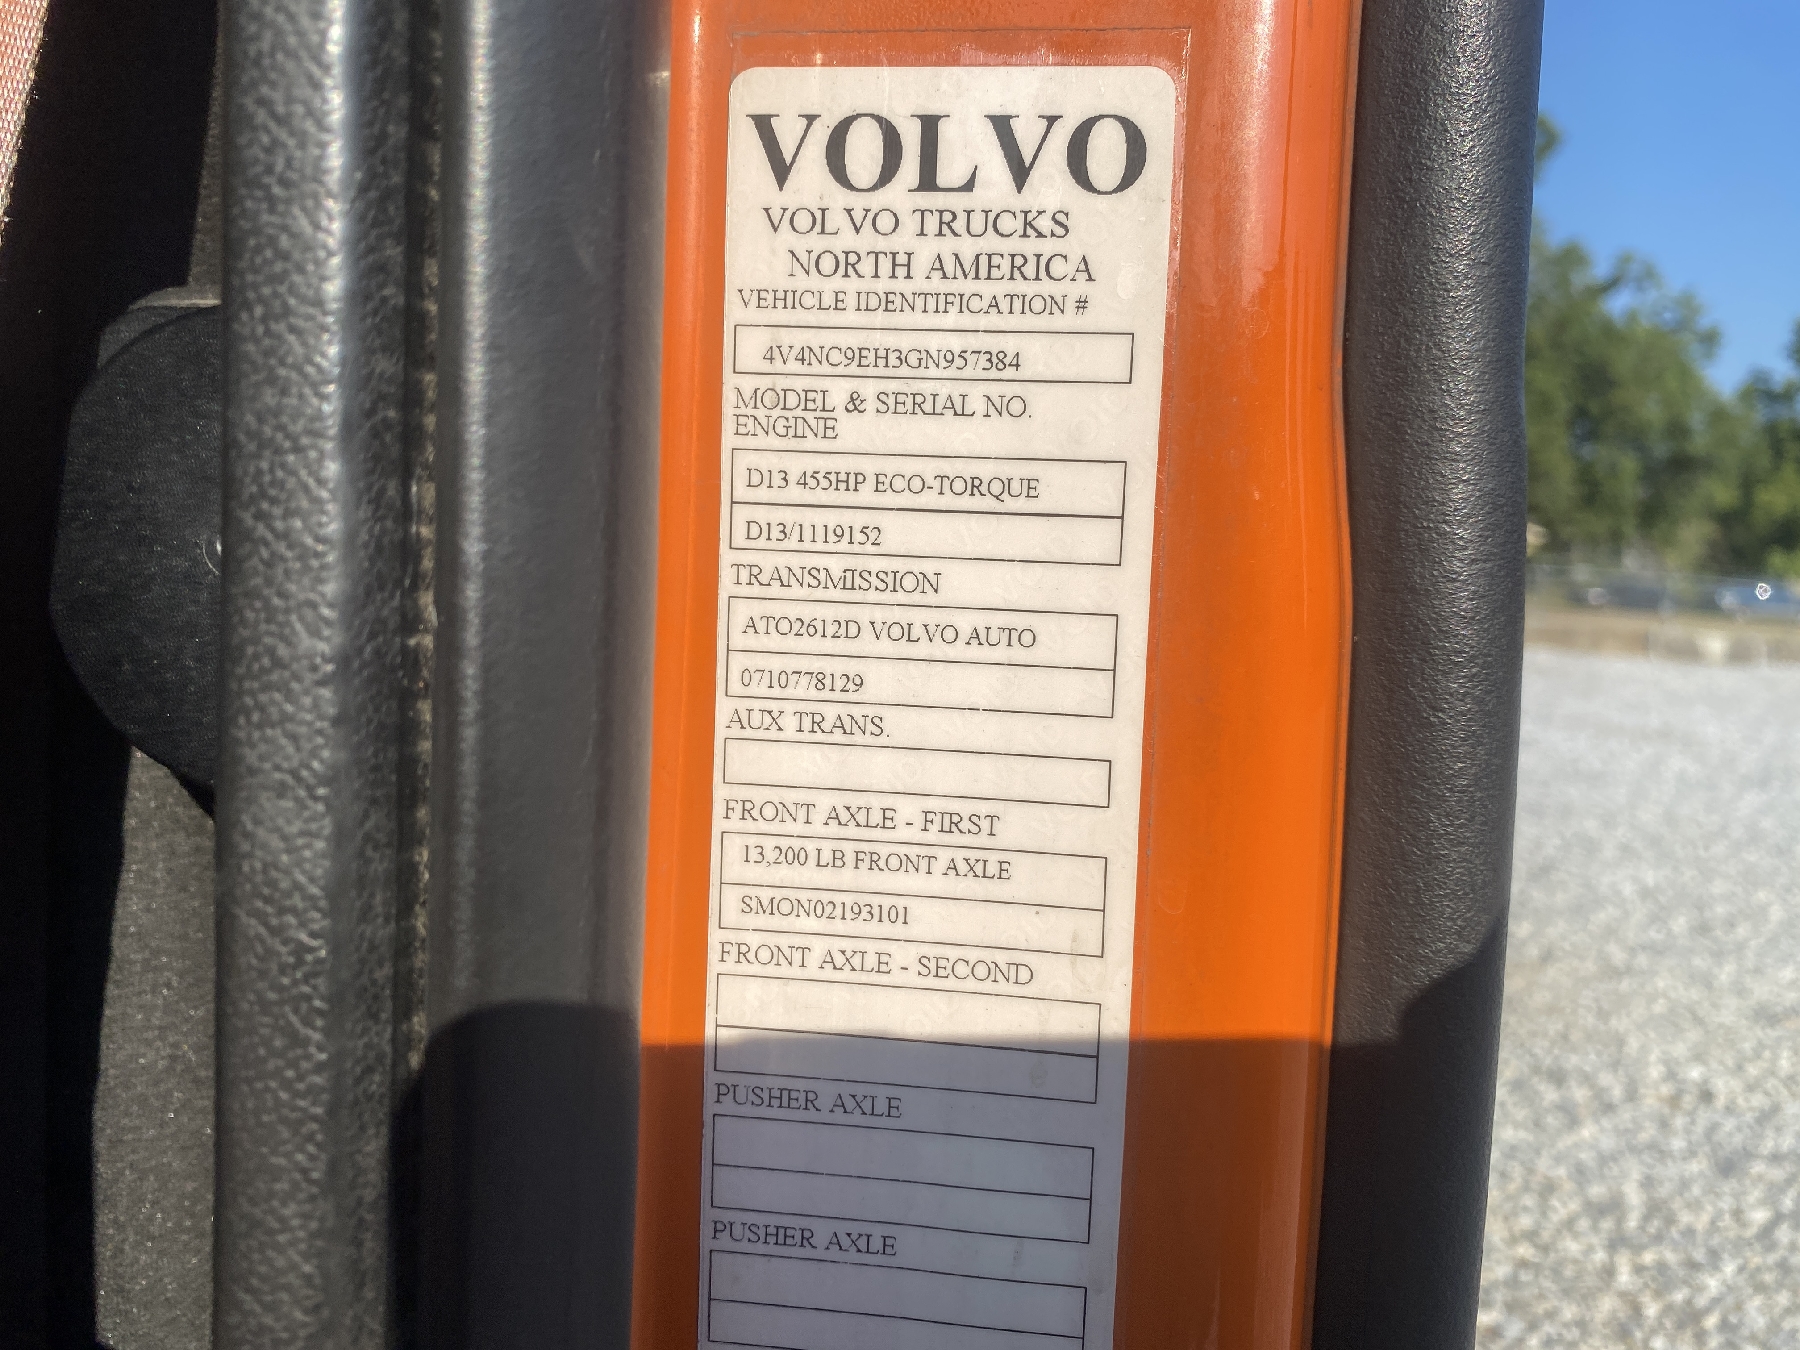 VOLVO
VOLVO TRUCKS
NORTH AMERICA
VEHICLE IDENTIFICATION #
4V4NC9EH3GN957384
MODEL & SERIAL NO.
ENGINE
D13 455HP ECO-TORQUE
D13/1119152
TRANSMISSION
ATO2612D VOLVO AUTO
0710778129
AUX TRANS.
FRONT AXLE - FIRST
13,200 LB FRONT AXLE
SMON02193101
FRONT AXLE - SECOND
PUSHER AXLE
PUSHER AXLE